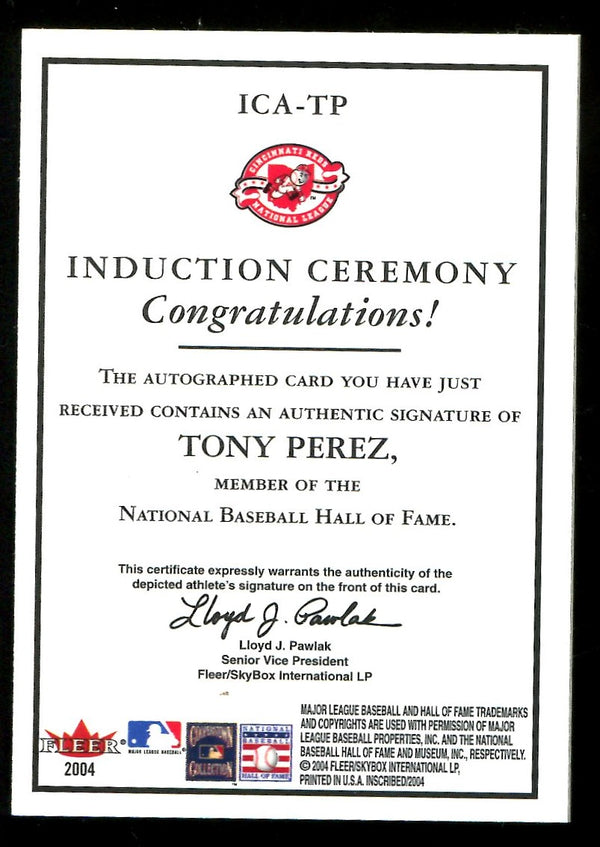 ICA-TP
CINCINNATI REDS
NATIONAL LEAGUE
TM
INDUCTION CEREMONY
Congratulations!
THE AUTOGRAPHED CARD YOU HAVE JUST
RECEIVED CONTAINS AN AUTHENTIC SIGNATURE OF
TONY PEREZ,
MEMBER OF THE
NATIONAL BASEBALL HALL OF FAME.
This certificate expressly warrants the authenticity of the
depicted athlete's signature on the front of this card.
Lloyd J. Pawlak
Lloyd J. Pawlak
Senior Vice President
Fleer/SkyBox International LP
FLEER®
2004
MAJOR LEAGUE BASEBALL
COOPERSTOWN
COLLECTION
NATIONAL
BASEBALL
HALL OF FAME
MAJOR LEAGUE BASEBALL AND HALL OF FAME TRADEMARKS
AND COPYRIGHTS ARE USED WITH PERMISSION OF MAJOR
LEAGUE BASEBALL PROPERTIES, INC. AND THE NATIONAL
BASEBALL HALL OF FAME AND MUSEUM, INC., RESPECTIVELY.
© 2004 FLEER/SKYBOX INTERNATIONAL LP,
PRINTED IN U.S.A. INSCRIBED/2004